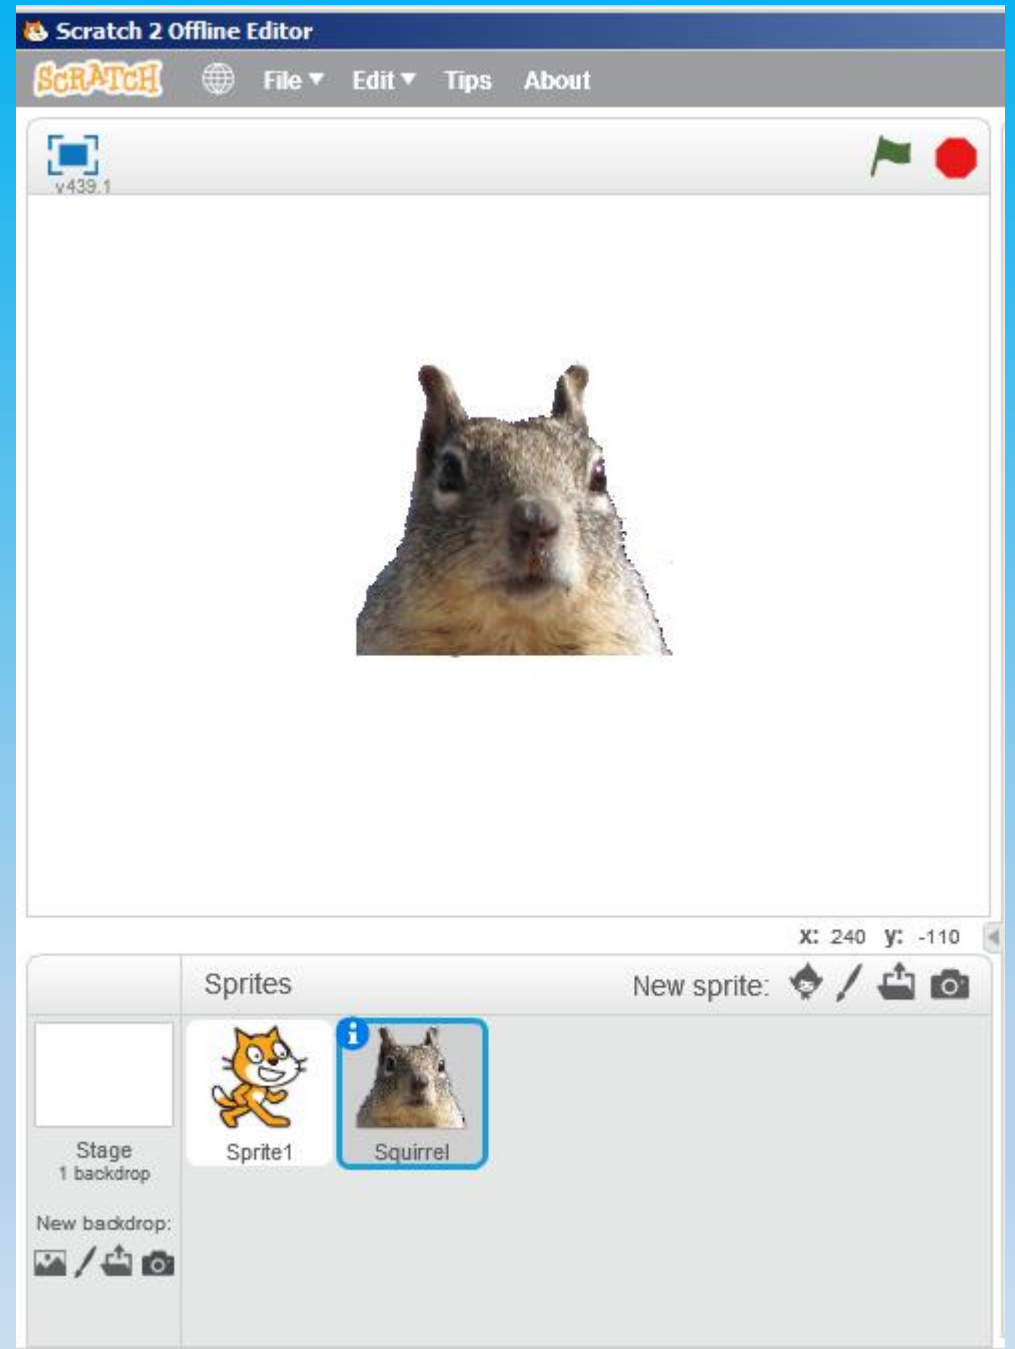 Scratch 2 Offline Editor
SCRATCH File Edit Tips About
v439.1
x: 240 y: -110
Sprites New sprite:
Stage
1 backdrop
New backdrop:
Sprite1
Squirrel